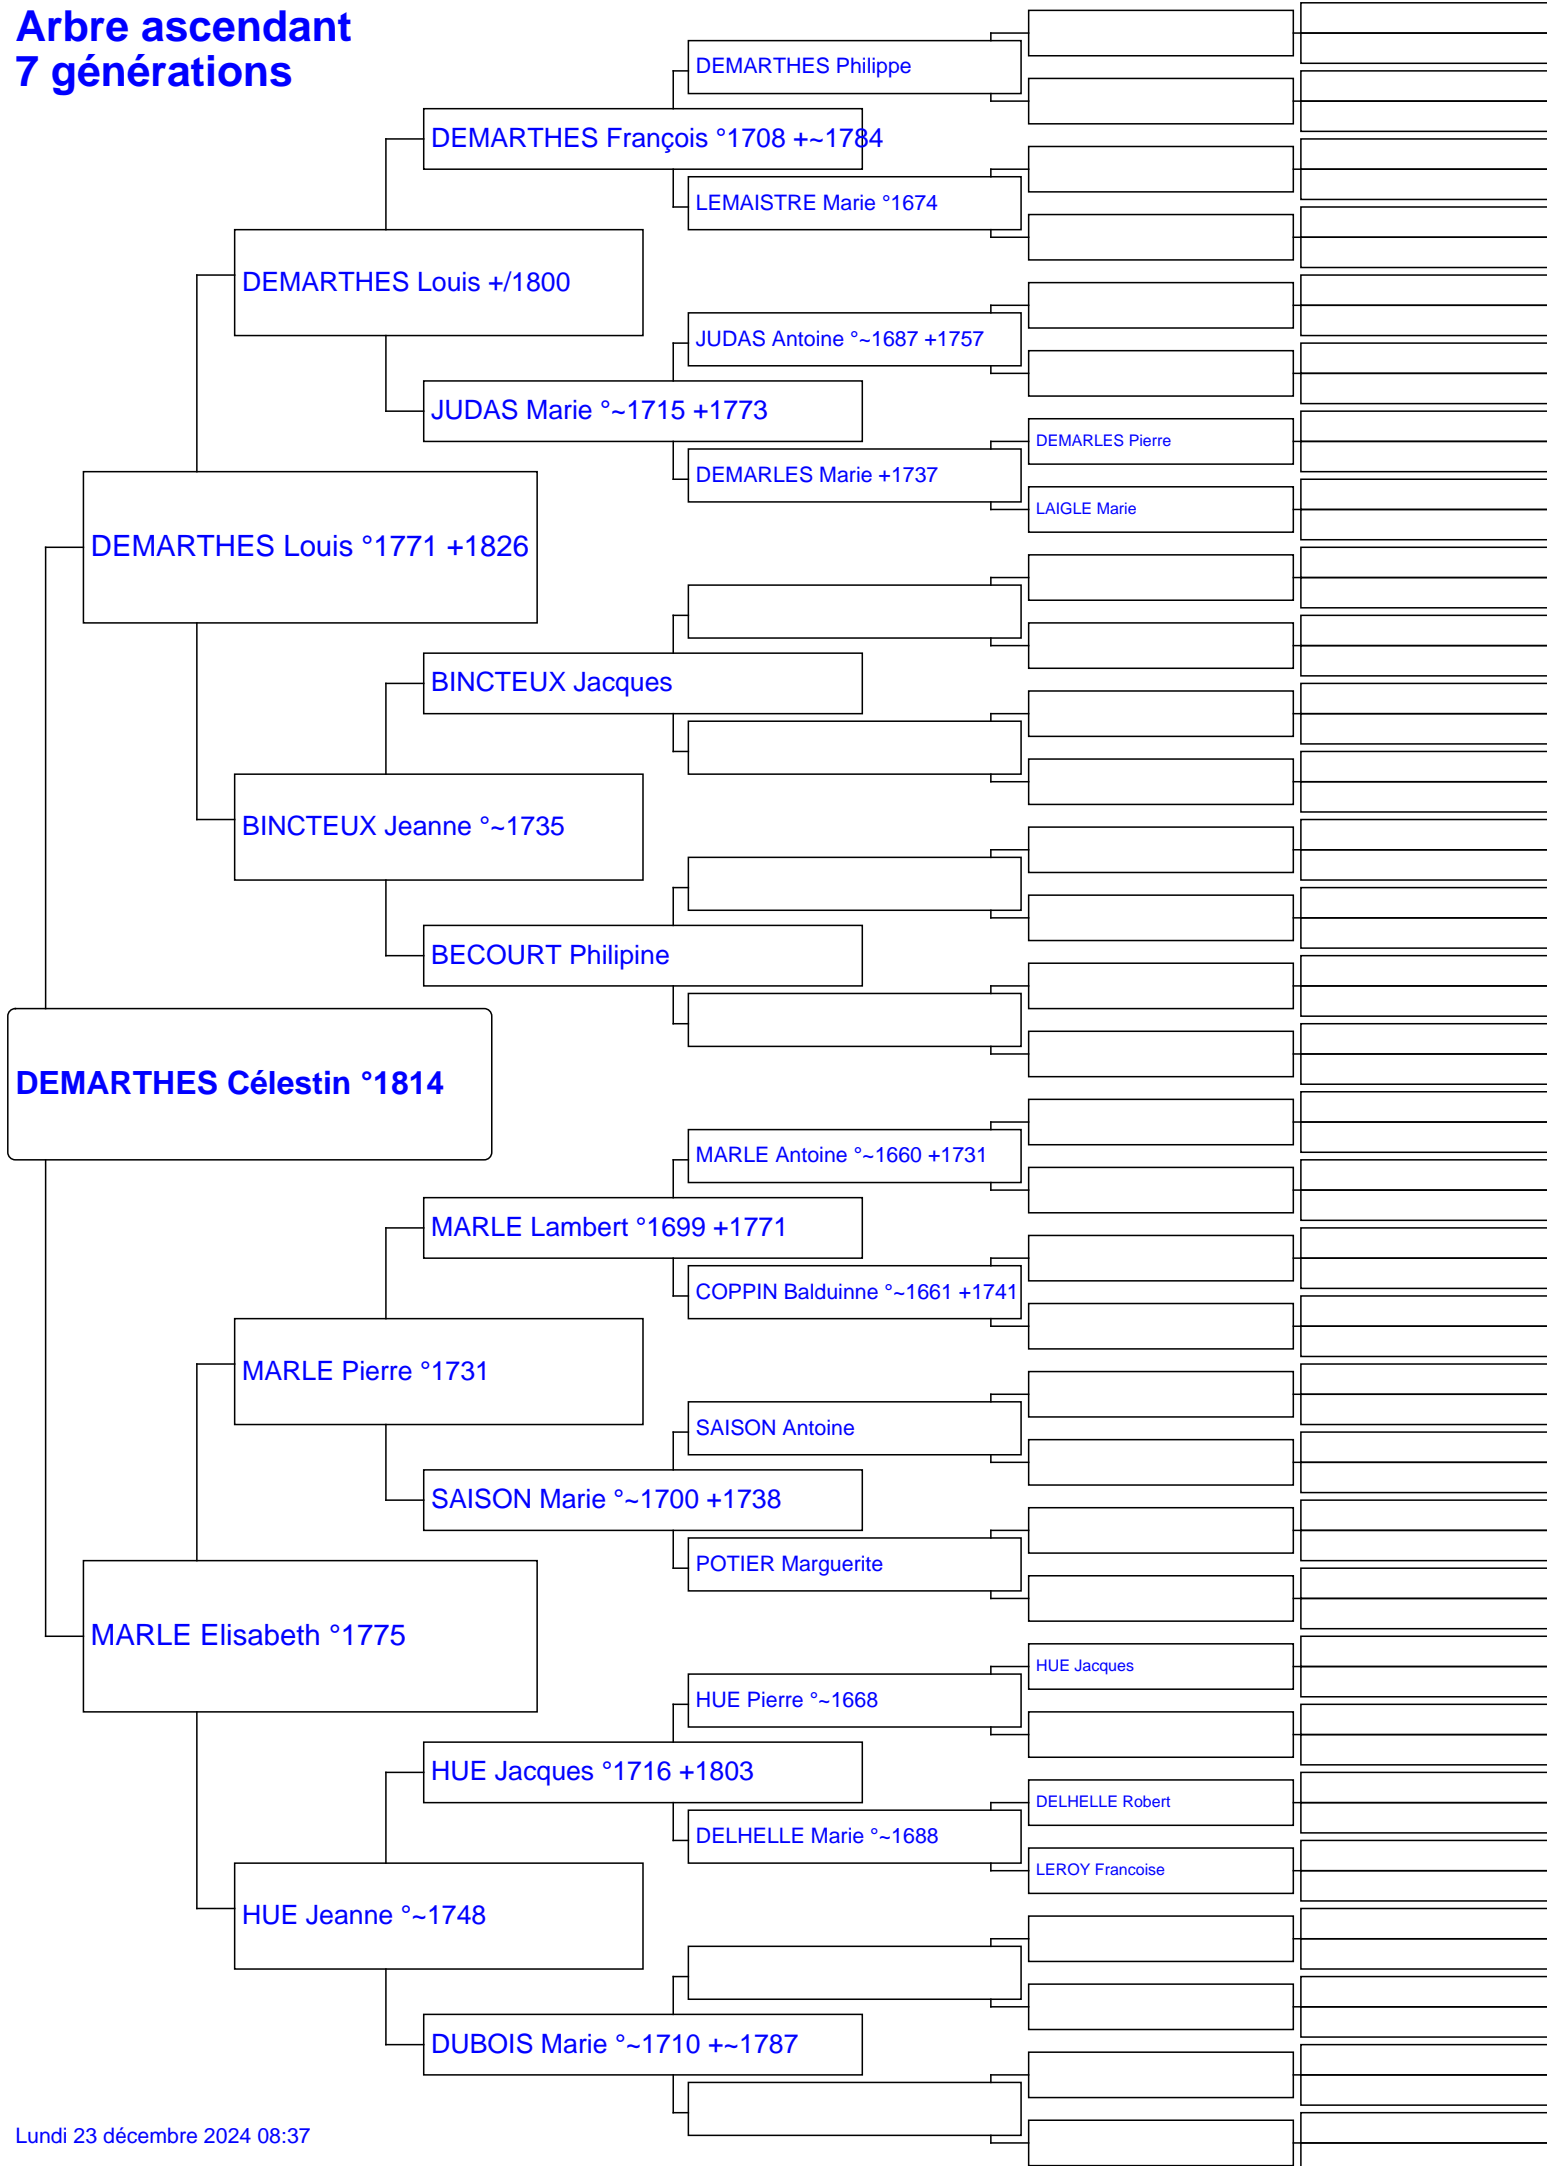 Arbre ascendant
7 générations
DEMARTHES Philippe
DEMARTHES François °1708 +~1784
LEMAISTRE Marie °1674
DEMARTHES Louis +/1800
JUDAS Antoine °~1687 +1757
JUDAS Marie °~1715 +1773
DEMARLES Pierre
DEMARLES Marie +1737
LAIGLE Marie
DEMARTHES Louis °1771 +1826
BINCTEUX Jacques
BINCTEUX Jeanne °~1735
BECOURT Philipine
DEMARTHES Célestin °1814
MARLE Antoine °~1660 +1731
MARLE Lambert °1699 +1771
COPPIN Balduinne °~1661 +1741
MARLE Pierre °1731
SAISON Antoine
SAISON Marie °~1700 +1738
POTIER Marguerite
MARLE Elisabeth °1775
HUE Jacques
HUE Pierre °~1668
HUE Jacques °1716 +1803
DELHELLE Robert
DELHELLE Marie °~1688
LEROY Francoise
HUE Jeanne °~1748
DUBOIS Marie °~1710 +~1787
Lundi 23 décembre 2024 08:37